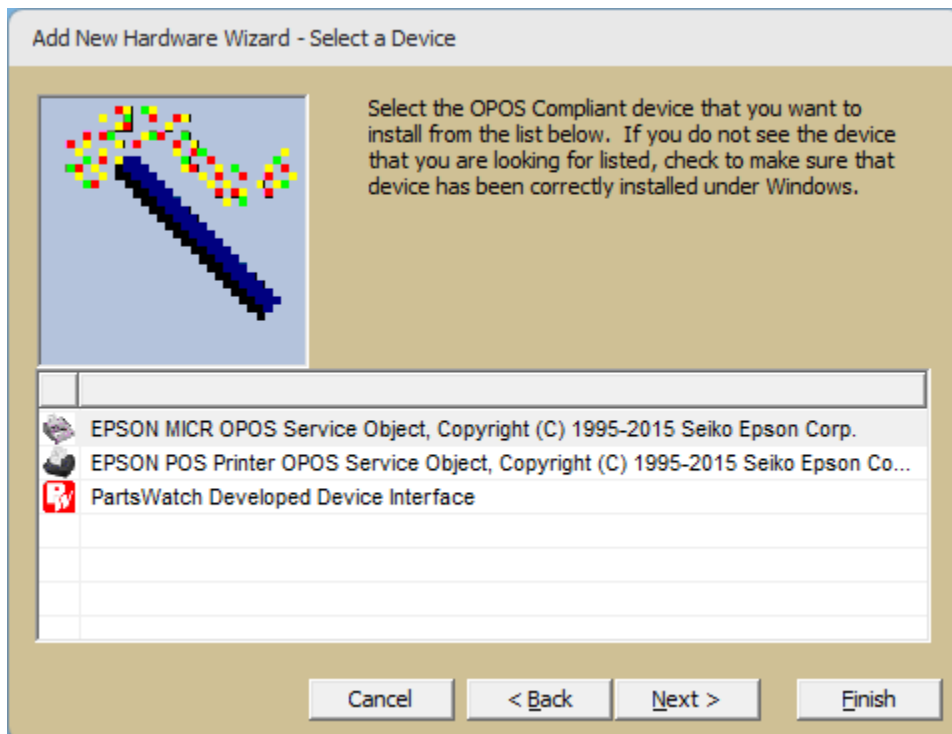 Add New Hardware Wizard - Select a Device
Select the OPOS Compliant device that you want to
install from the list below.  If you do not see the device
that you are looking for listed, check to make sure that
device has been correctly installed under Windows.
EPSON MICR OPOS Service Object, Copyright (C) 1995-2015 Seiko Epson Corp.
EPSON POS Printer OPOS Service Object, Copyright (C) 1995-2015 Seiko Epson Co...
PW PartsWatch Developed Device Interface
Cancel < Back Next > Finish